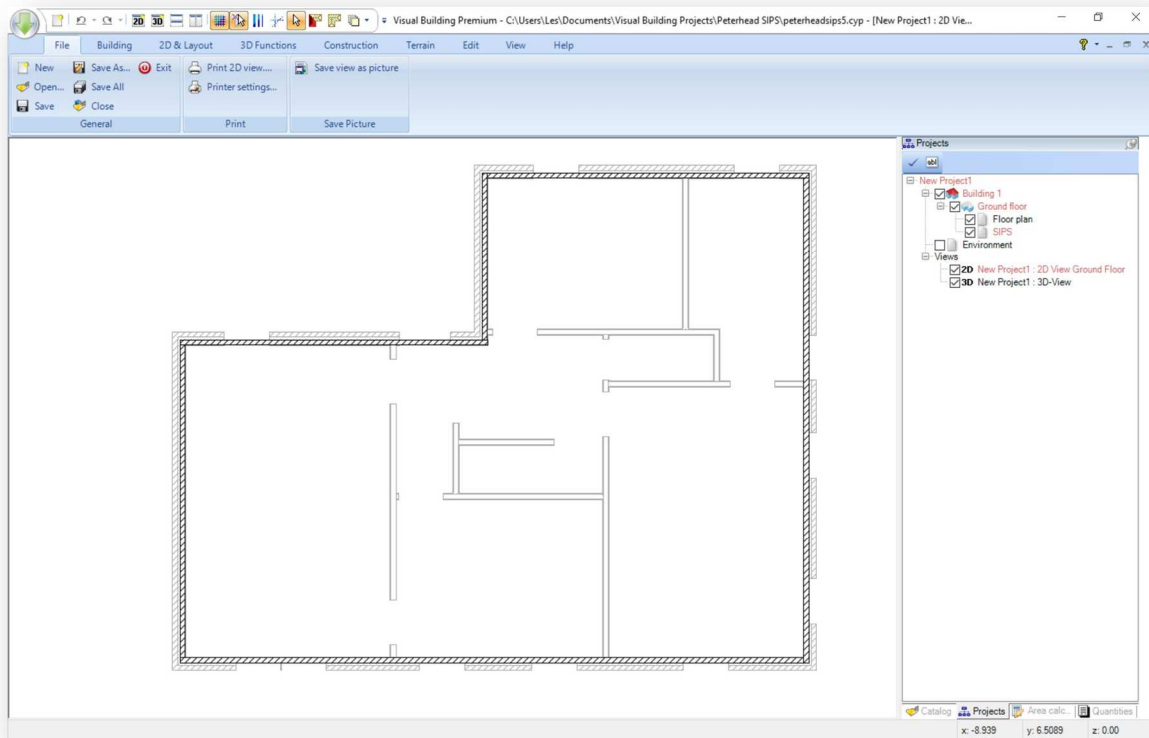 2D 3D Visual Building Premium - C:\Users\Les\Documents\Visual Building Projects\Peterhead SIPS\peterheadsips5.cyp - [New Project1 : 2D Vie...
File Building 2D & Layout 3D Functions Construction Terrain Edit View Help
New Save As... Exit Print 2D view.... Save view as picture
Open... Save All Printer settings...
Save Close
General Print Save Picture
Projects
abl
New Project1
Building 1
Ground floor
Floor plan
SIPS
Environment
Views
2D New Project1 : 2D View Ground Floor
3D New Project1 : 3D-View
Catalog Projects Area calc... Quantities
x: -8.939 y: 6.5089 z: 0.00